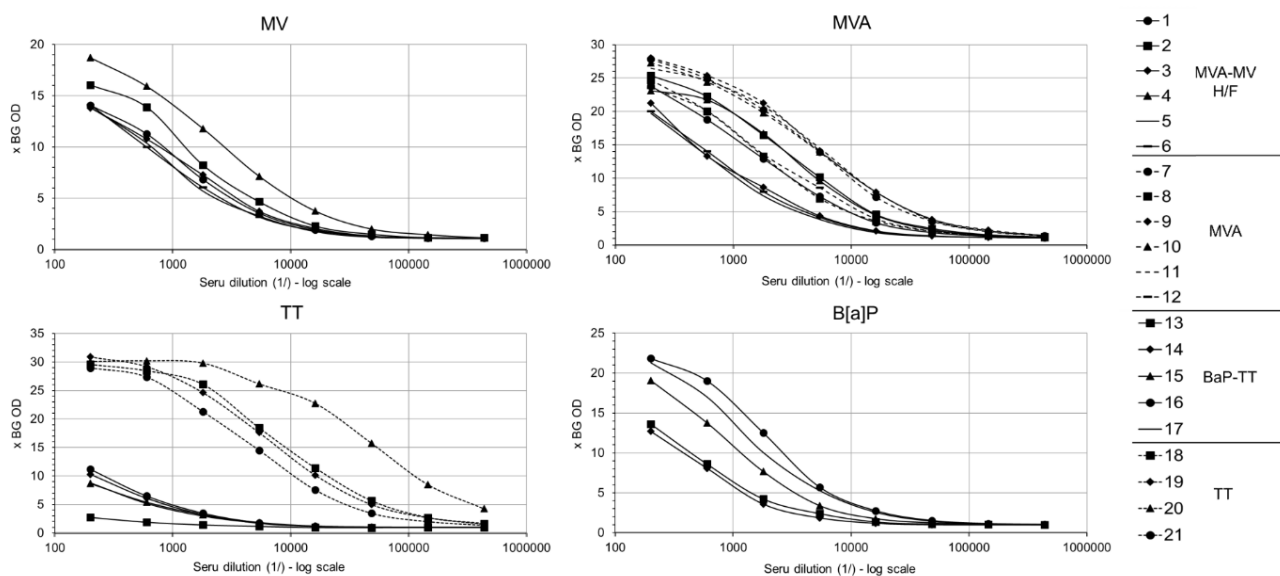 MV
20
15
10
5
0
x BG OD
100 1000 10000 100000 1000000
Seru dilution (1/) - log scale
MVA
30
25
20
15
10
5
0
x BG OD
100 1000 10000 100000 1000000
Seru dilution (1/) - log scale
TT
35
30
25
20
15
10
5
0
x BG OD
100 1000 10000 100000 1000000
Seru dilution (1/) - log scale
B[a]P
25
20
15
10
5
0
x BG OD
100 1000 10000 100000 1000000
Seru dilution (1/) - log scale
1
2
3
4
5
6
MVA-MV
H/F
7
8
9
10
11
12
MVA
13
14
15
16
17
BaP-TT
18
19
20
21
TT